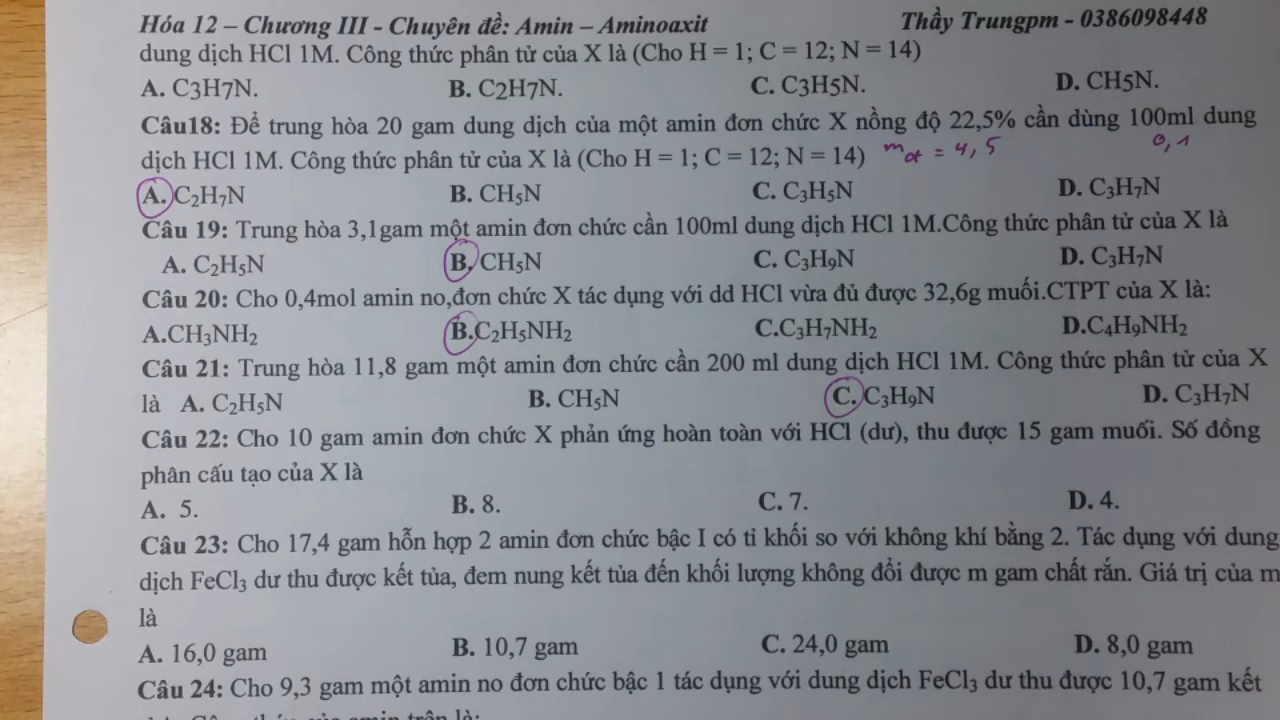 Hóa 12 – Chương III - Chuyên đề: Amin – Aminoaxit Thầy Trungpm - 0386098448
dung dịch HCl 1M. Công thức phân tử của X là (Cho H = 1; C = 12; N = 14)
A. C3H7N. B. C2H7N. C. C3H5N. D. CH5N.
Câu18: Để trung hòa 20 gam dung dịch của một amin đơn chức X nồng độ 22,5% cần dùng 100ml dung
dịch HCl 1M. Công thức phân tử của X là (Cho H = 1; C = 12; N = 14) m ct = 4,5 0,1
A. C₂H₇N B. CH₅N C. C₃H₅N D. C₃H₇N
Câu 19: Trung hòa 3,1gam một amin đơn chức cần 100ml dung dịch HCl 1M.Công thức phân tử của X là
A. C₂H₅N B. CH₅N C. C₃H₉N D. C₃H₇N
Câu 20: Cho 0,4mol amin no,đơn chức X tác dụng với dd HCl vừa đủ được 32,6g muối.CTPT của X là:
A.CH₃NH₂ B.C₂H₅NH₂ C.C₃H₇NH₂ D.C₄H₉NH₂
Câu 21: Trung hòa 11,8 gam một amin đơn chức cần 200 ml dung dịch HCl 1M. Công thức phân tử của X
là A. C₂H₅N B. CH₅N C. C₃H₉N D. C₃H₇N
Câu 22: Cho 10 gam amin đơn chức X phản ứng hoàn toàn với HCl (dư), thu được 15 gam muối. Số đồng
phân cấu tạo của X là
A. 5. B. 8. C. 7. D. 4.
Câu 23: Cho 17,4 gam hỗn hợp 2 amin đơn chức bậc I có tỉ khối so với không khí bằng 2. Tác dụng với dung
dịch FeCl₃ dư thu được kết tủa, đem nung kết tủa đến khối lượng không đổi được m gam chất rắn. Giá trị của m
là
A. 16,0 gam B. 10,7 gam C. 24,0 gam D. 8,0 gam
Câu 24: Cho 9,3 gam một amin no đơn chức bậc 1 tác dụng với dung dịch FeCl₃ dư thu được 10,7 gam kết
amin trên là: